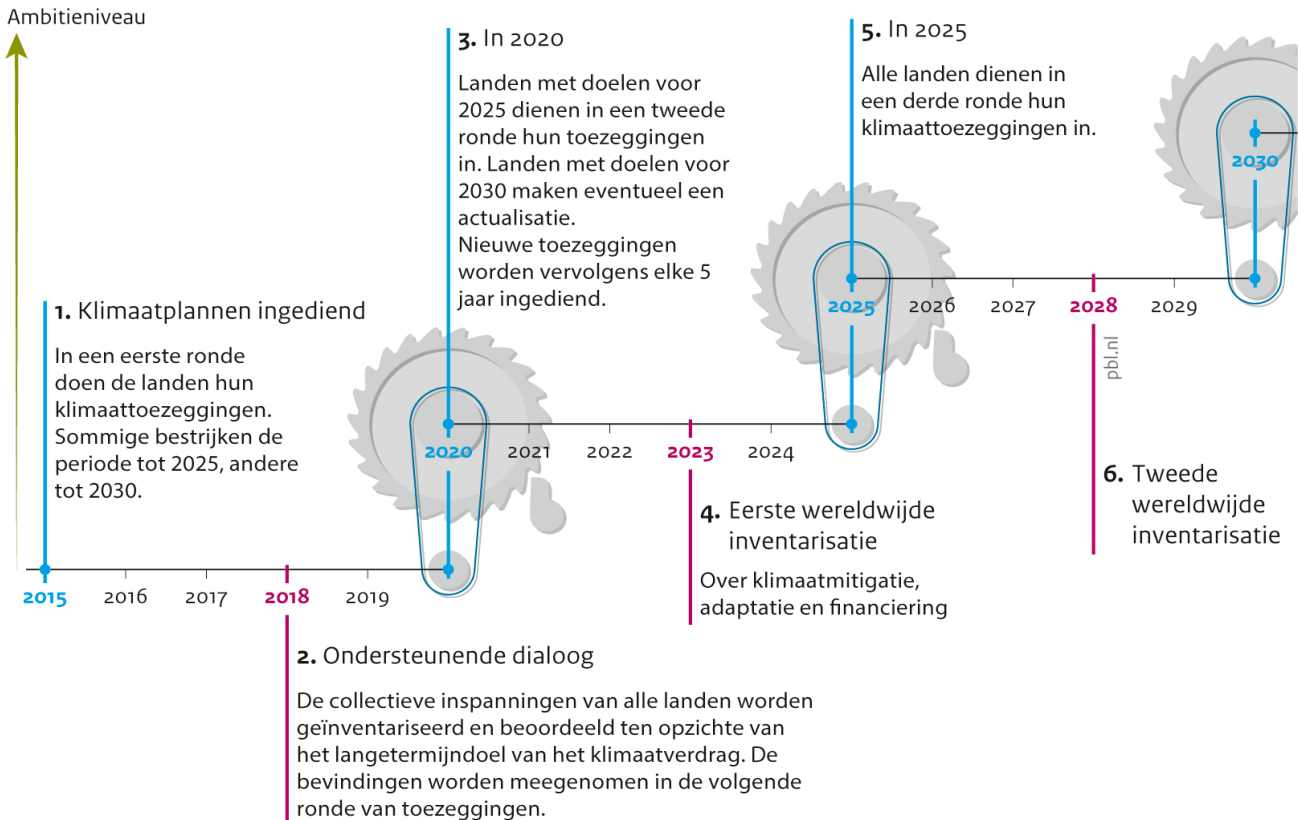 Ambitieniveau
1. Klimaatplannen ingediend
In een eerste ronde
doen de landen hun
klimaattoezeggingen.
Sommige bestrijken de
periode tot 2025, andere
tot 2030.
2015
2016
2017
2018
2019
2. Ondersteunende dialoog
De collectieve inspanningen van alle landen worden
geïnventariseerd en beoordeeld ten opzichte van
het langetermijndoel van het klimaatverdrag. De
bevindingen worden meegenomen in de volgende
ronde van toezeggingen.
3. In 2020
Landen met doelen voor
2025 dienen in een tweede
ronde hun toezeggingen
in. Landen met doelen voor
2030 maken eventueel een
actualisatie.
Nieuwe toezeggingen
worden vervolgens elke 5
jaar ingediend.
2020
2021
2022
2023
2024
4. Eerste wereldwijde
inventarisatie
Over klimaatmitigatie,
adaptatie en financiering
5. In 2025
Alle landen dienen in
een derde ronde hun
klimaattoezeggingen in.
2025
2026
2027
2028
2029
6. Tweede
wereldwijde
inventarisatie
2030
pbl.nl